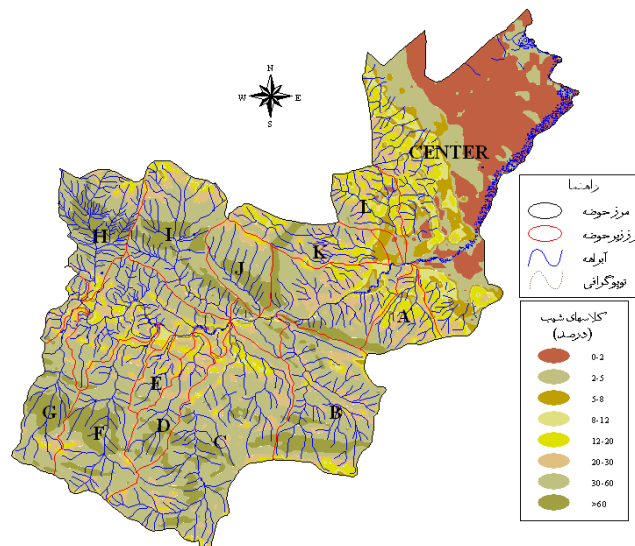 N
W E
S
CENTER
L
H
I
K
J
A
E
G
F
D
C
B
راهنما
مرز حوضه
مرز زیرحوضه
آبراهه
توپوگرافی
کلاسهای شیب
(درصد)
0-2
2-5
5-8
8-12
12-20
20-30
30-60
>60